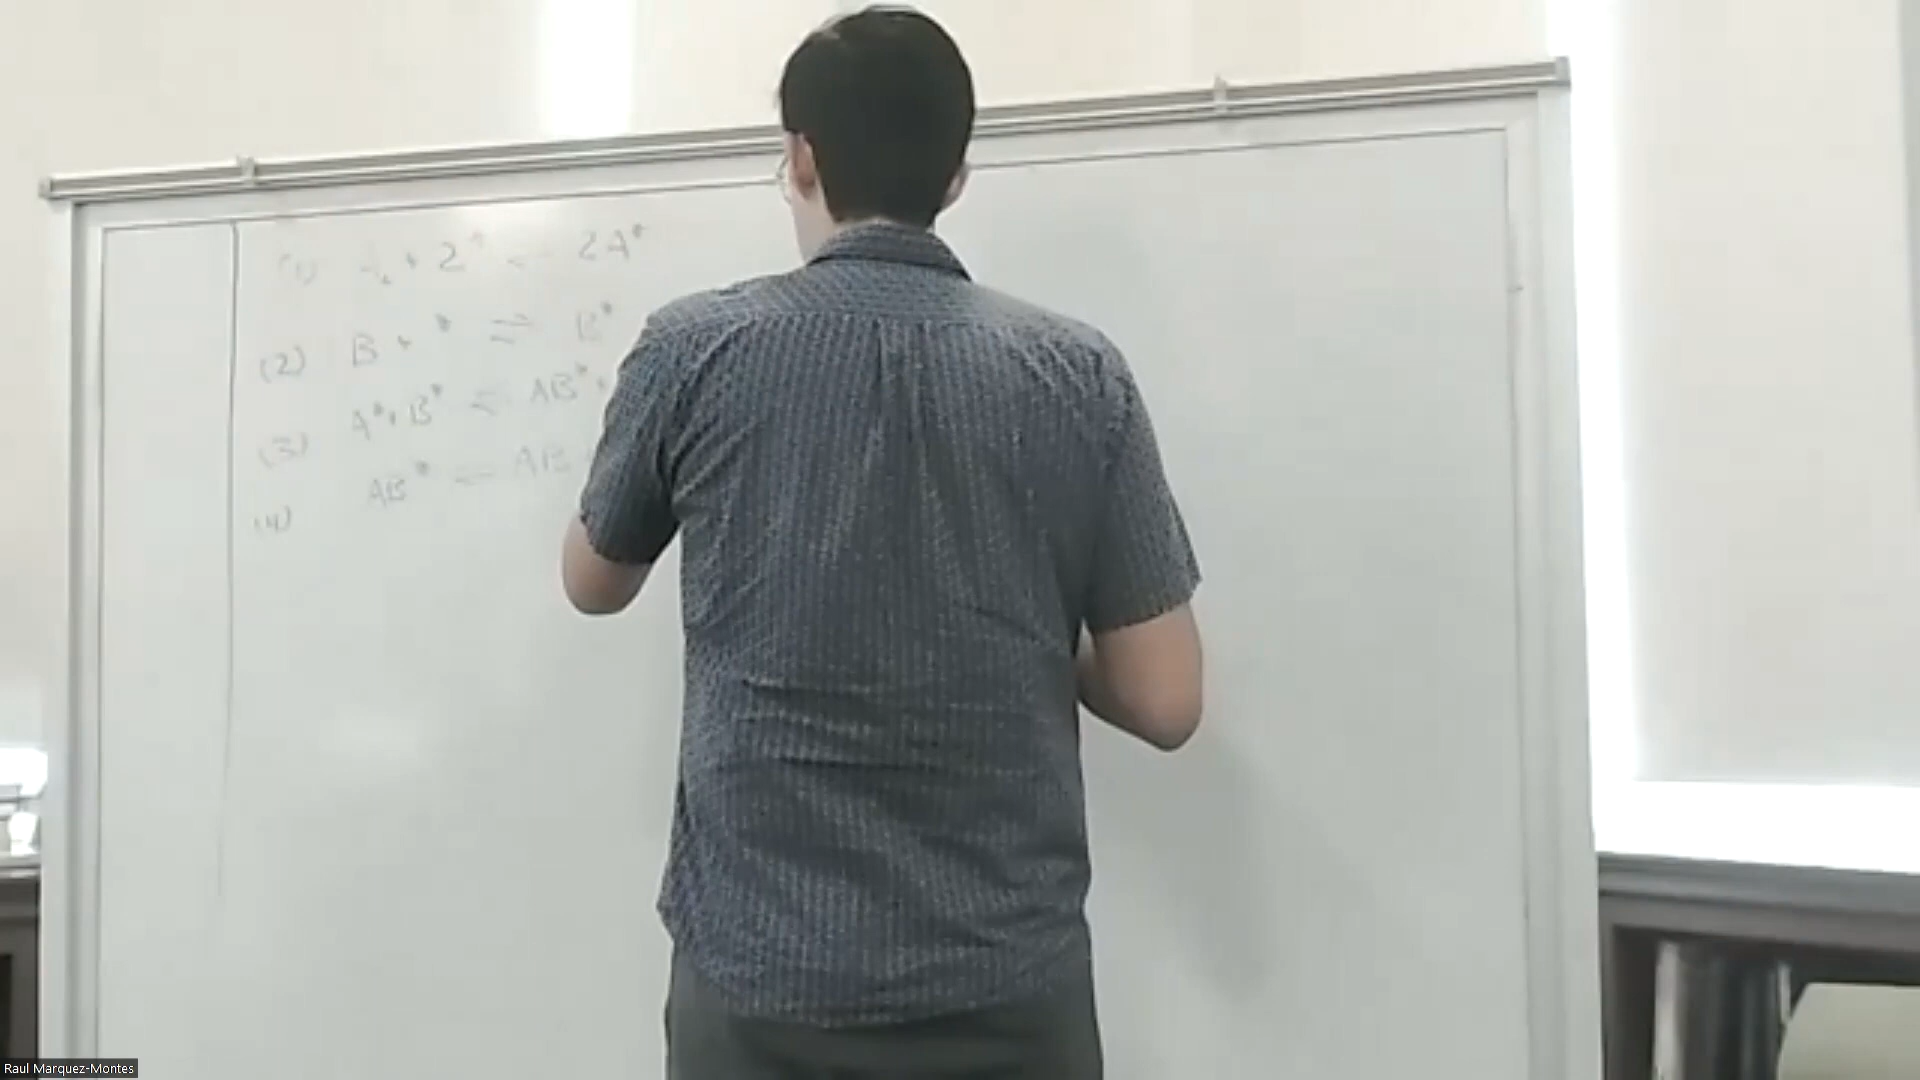 (1) A₂ + 2* ⇌ 2A*
(2) B + * ⇌ B*
(3) A* + B* ⇌ AB* +
(4) AB* ⇌ AB
Raul Marquez-Montes